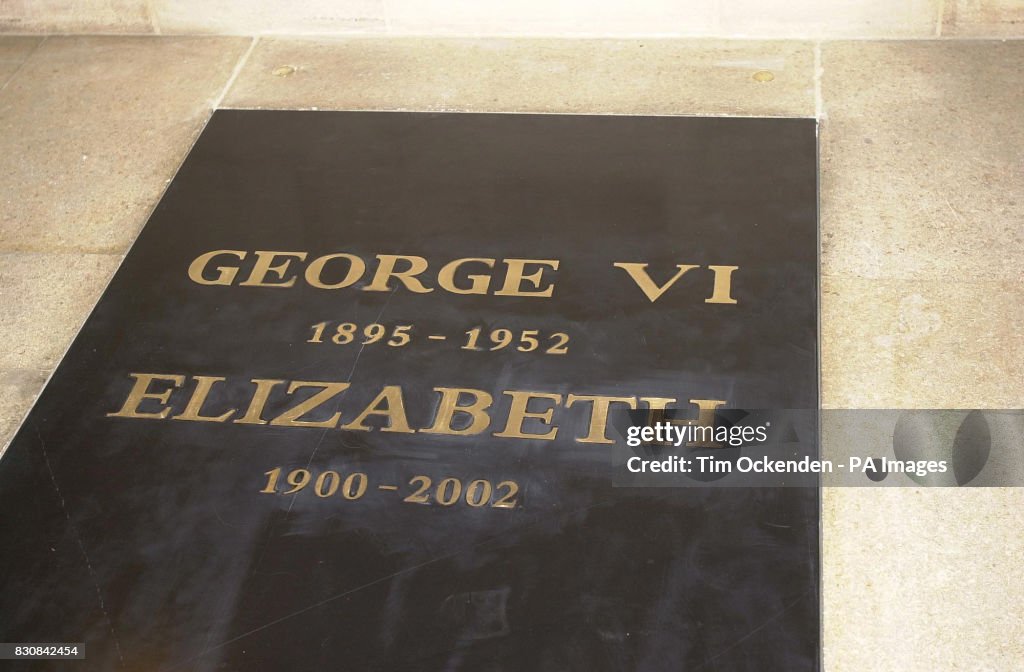 GEORGE VI
1895 - 1952
ELIZABETH
1900 - 2002
gettyimages®
Credit: Tim Ockenden - PA Images
830842454